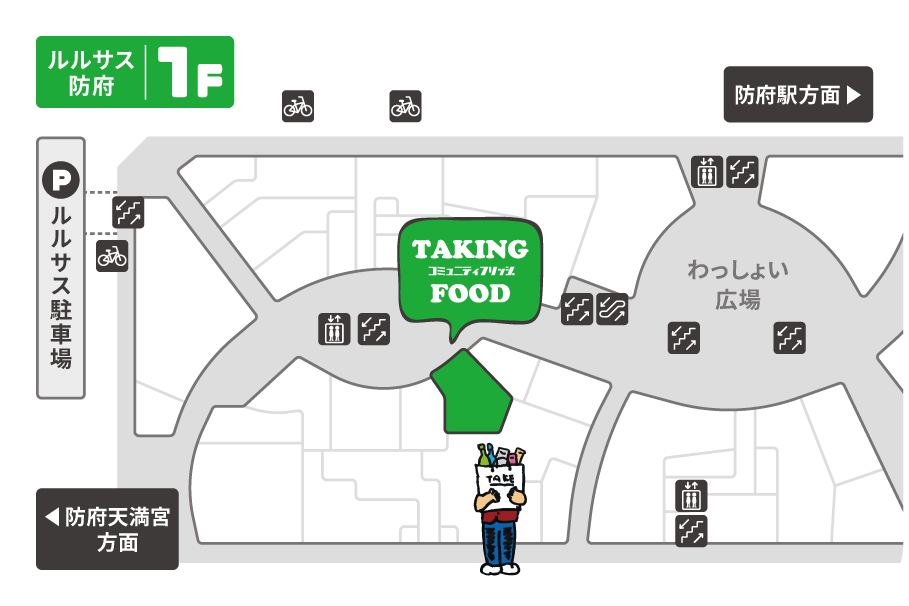 ルルサス
防府
1F
防府駅方面▶
P
ルルサス駐車場
TAKING
コミュニティフリッジ
FOOD
わっしょい
広場
TAKE
◀防府天満宮
方面